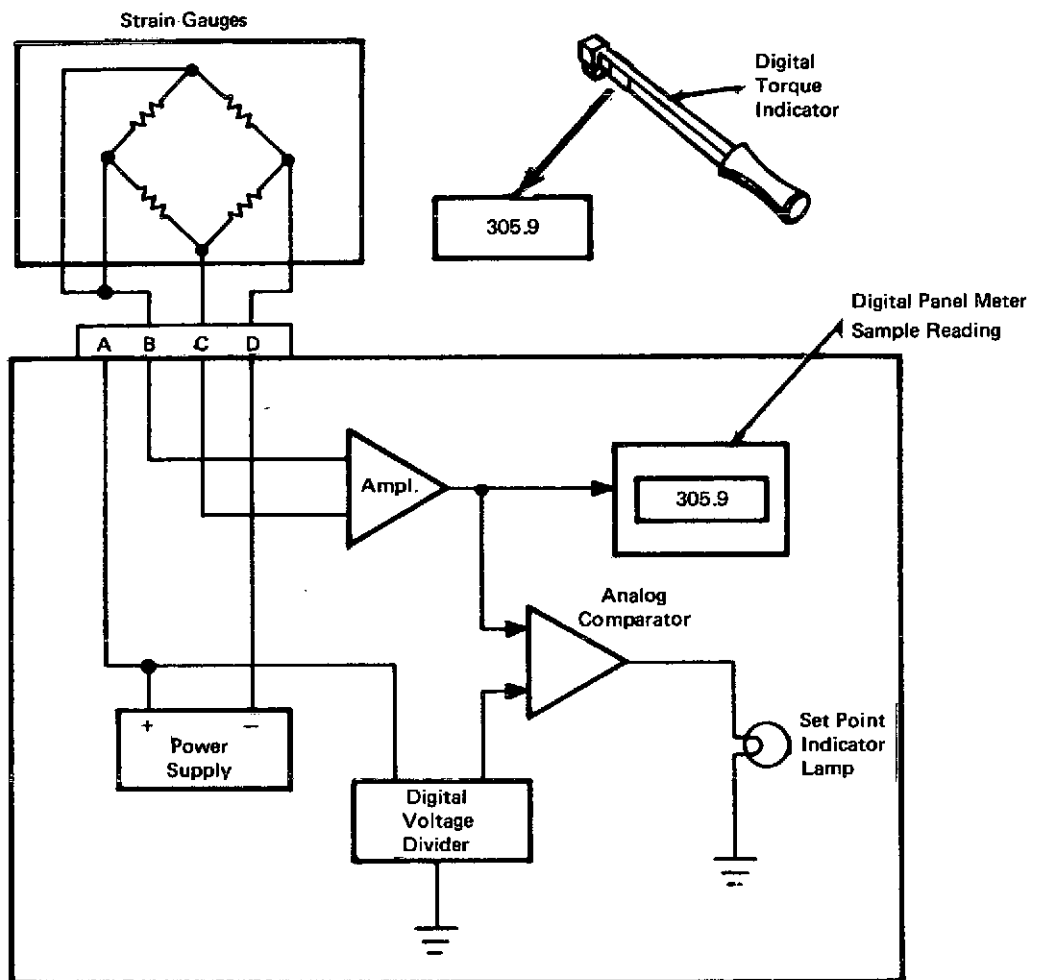 Strain Gauges
Digital
Torque
Indicator
305.9
Digital Panel Meter
Sample Reading
A B C D
Ampl.
305.9
Analog
Comparator
+ −
Power
Supply
Set Point
Indicator
Lamp
Digital
Voltage
Divider